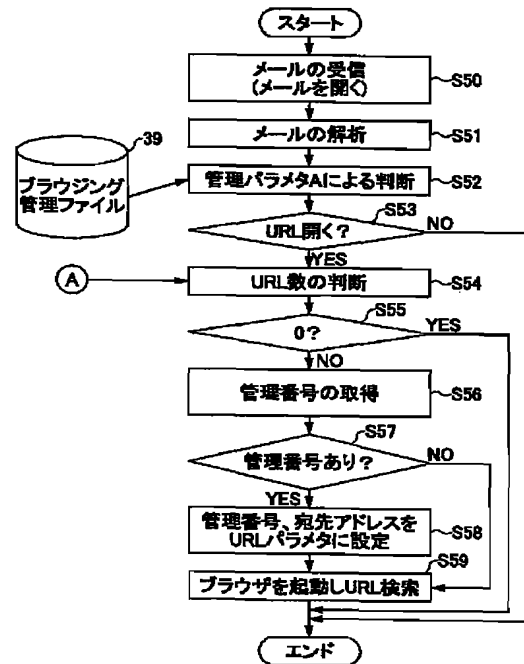 スタート
メールの受信
(メールを開く)
S50
メールの解析
S51
39
ブラウジング
管理ファイル
管理パラメタAによる判断
S52
S53
URL開く?
NO
YES
A
URL数の判断
S54
S55
0?
YES
NO
管理番号の取得
S56
S57
管理番号あり?
NO
YES
管理番号、宛先アドレスを
URLパラメタに設定
S58
S59
ブラウザを起動しURL検索
エンド